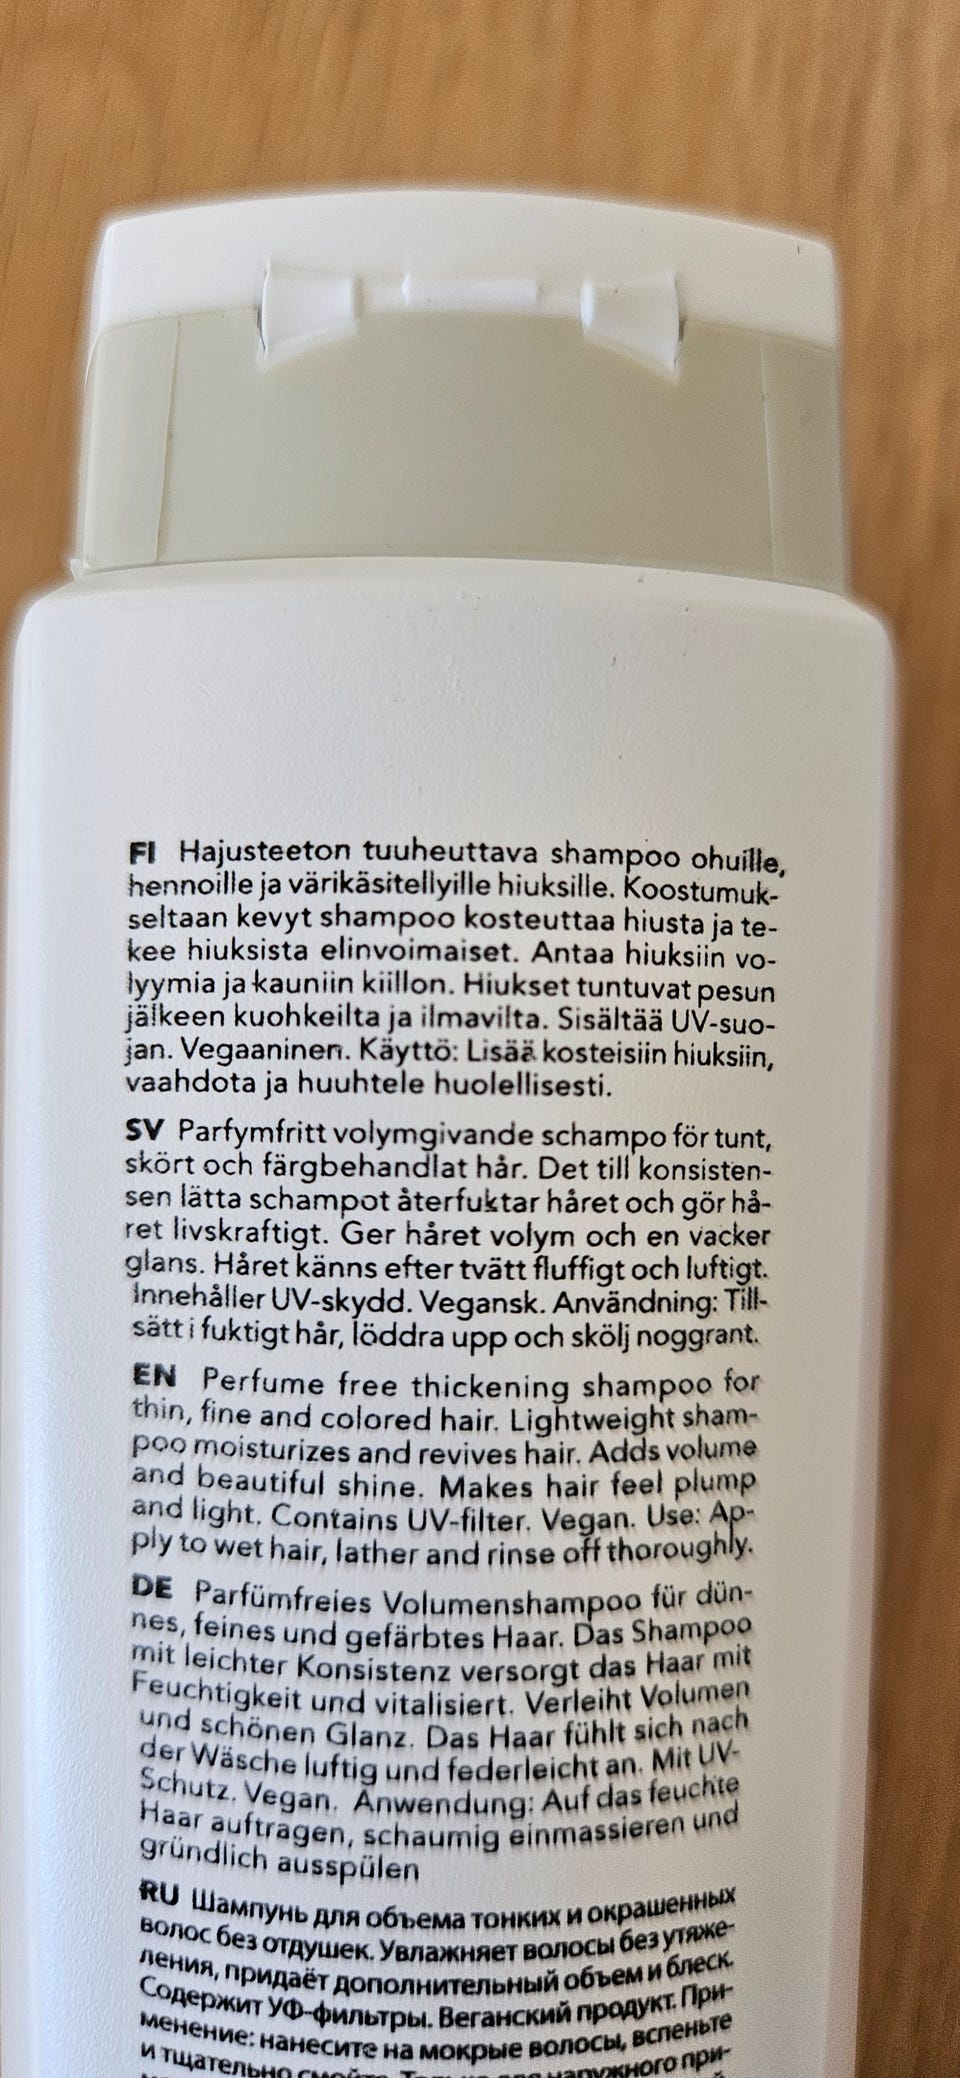 FI Hajusteeton tuuheuttava shampoo ohuille,
hennoille ja värikäsitellyille hiuksille. Koostumuk-
seltaan kevyt shampoo kosteuttaa hiusta ja te-
kee hiuksista elinvoimaiset. Antaa hiuksiin vo-
lyymia ja kauniin kiillon. Hiukset tuntuvat pesun
jälkeen kuohkeilta ja ilmavilta. Sisältää UV-suo-
jan. Vegaaninen. Käyttö: Lisää kosteisiin hiuksiin,
vaahdota ja huuhtele huolellisesti.
SV Parfymfritt volymgivande schampo för tunt,
skört och färgbehandlat hår. Det till konsisten-
sen lätta schampot återfuktar håret och gör hå-
ret livskraftigt. Ger håret volym och en vacker
glans. Håret känns efter tvätt fluffigt och luftigt.
Innehåller UV-skydd. Vegansk. Användning: Till-
sätt i fuktigt hår, löddra upp och skölj noggrant.
EN Perfume free thickening shampoo for
thin, fine and colored hair. Lightweight sham-
poo moisturizes and revives hair. Adds volume
and beautiful shine. Makes hair feel plump
and light. Contains UV-filter. Vegan. Use: Ap-
ply to wet hair, lather and rinse off thoroughly.
DE Parfümfreies Volumenshampoo für dün-
nes, feines und gefärbtes Haar. Das Shampoo
mit leichter Konsistenz versorgt das Haar mit
Feuchtigkeit und vitalisiert. Verleiht Volumen
und schönen Glanz. Das Haar fühlt sich nach
der Wäsche luftig und federleicht an. Mit UV-
Schutz. Vegan. Anwendung: Auf das feuchte
Haar auftragen, schaumig einmassieren und
gründlich ausspülen
RU Шампунь для объема тонких и окрашенных
волос без отдушек. Увлажняет волосы без утяже-
ления, придаёт дополнительный объем и блеск.
Содержит УФ-фильтры. Веганский продукт. При-
менение: нанесите на мокрые волосы, вспеньте
и тщательно смойте. Только для наружного при-